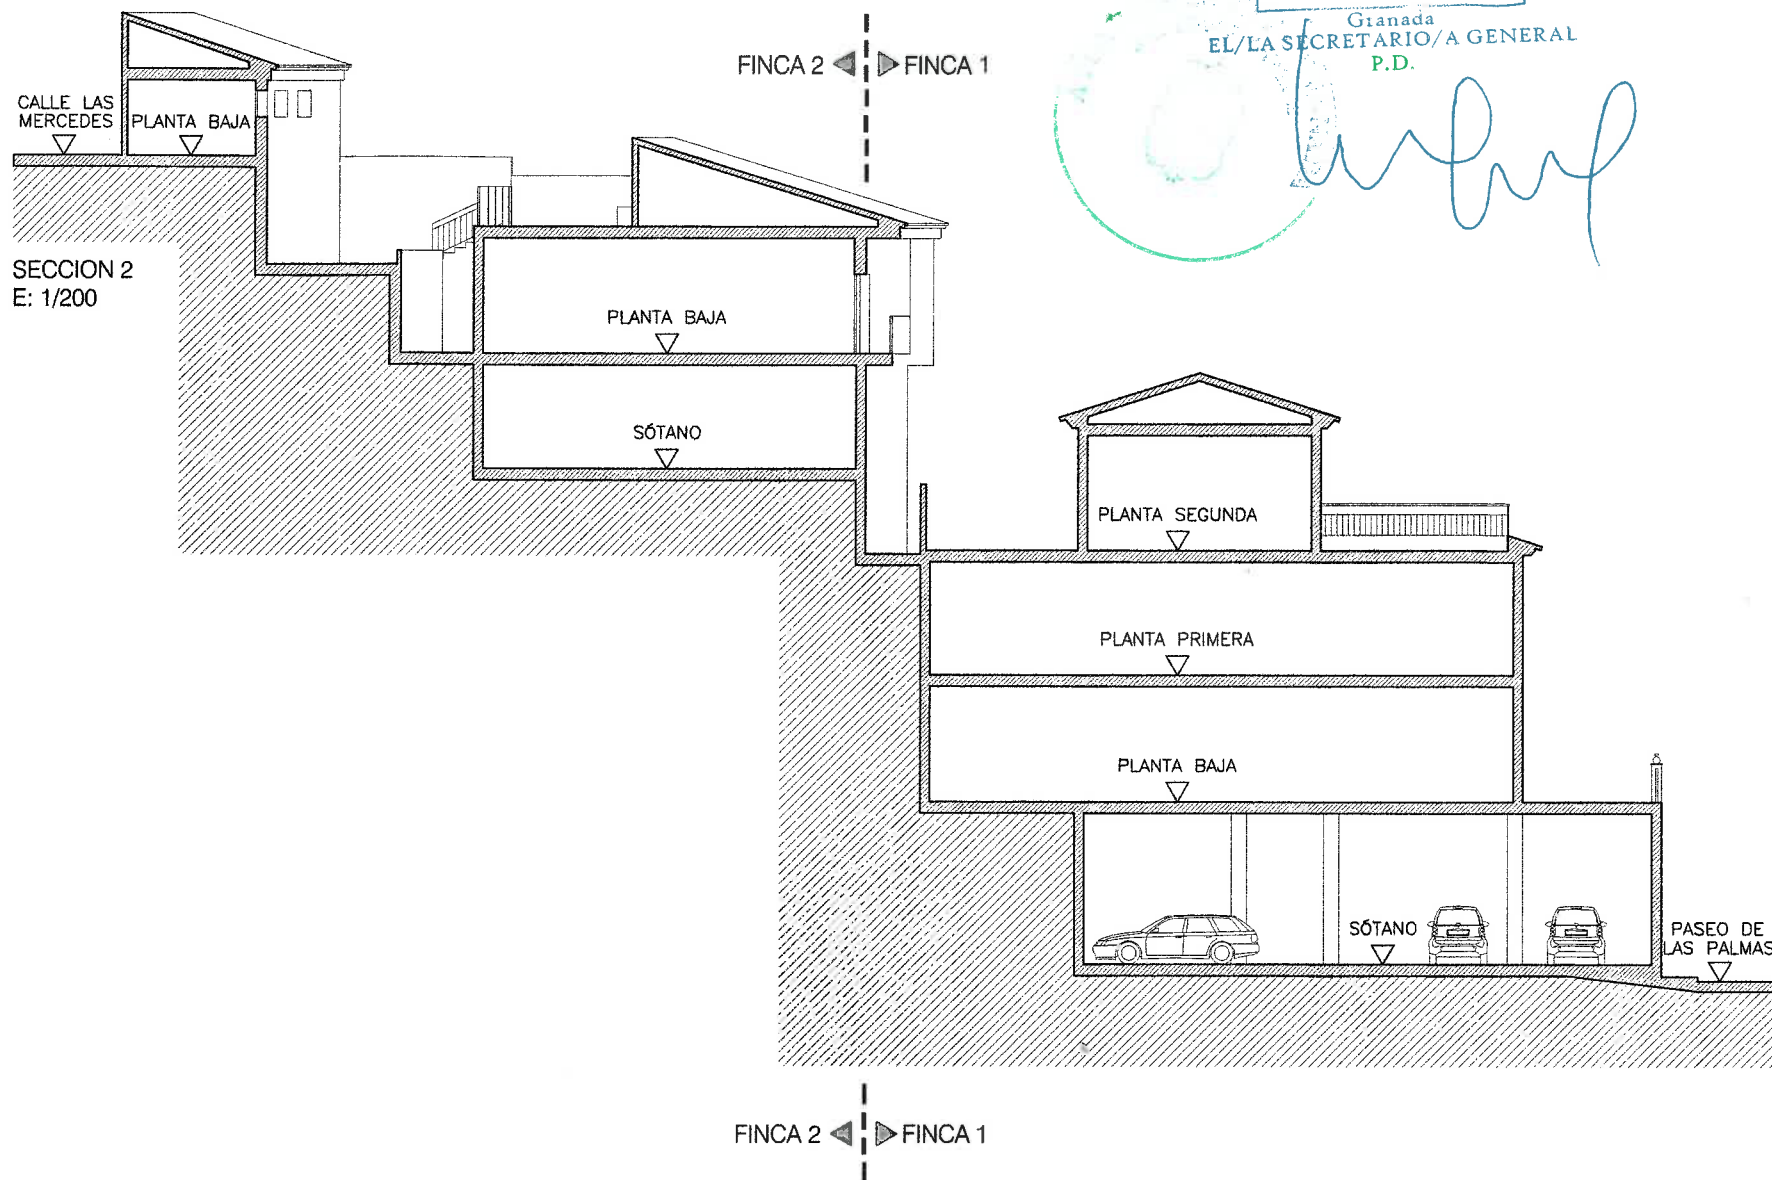 Granada
EL/LA SECRETARIO/A GENERAL
P.D.
FINCA 2 FINCA 1
CALLE LAS
MERCEDES
PLANTA BAJA
SECCION 2
E: 1/200
PLANTA BAJA
SÓTANO
PLANTA SEGUNDA
PLANTA PRIMERA
PLANTA BAJA
SÓTANO
PASEO DE
LAS PALMAS
FINCA 2 FINCA 1